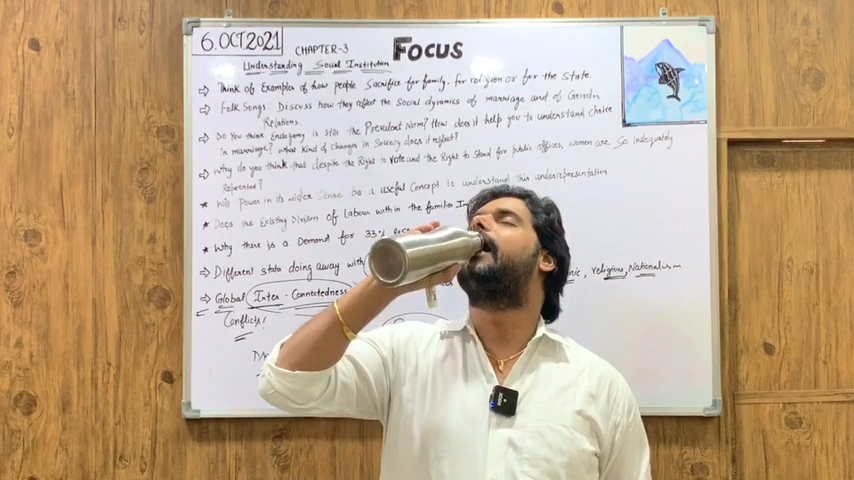 6.OCT.2021
CHAPTER-3
FOCUS
Understanding Social Institution
Think of Examples of how people Sacrifice for family, for religion or for the State
Folk Songs: Discuss how they reflect the social dynamics of marriage and of Gender
Relations.
Do You think Endogamy is still the Prevalent Norm? How does it help you to understand choice
in marriage? What kind of changes in Society does it reflect?
Why do you think that despite the Right to vote and the Right to Stand for public offices, women are so
Will power in its wider Sense be a useful Concept to understand this underrepresentation
Does the Existing Division of Labour within the families
Why there is a Demand for 33%
Different state doing away with
religious, Nationalism
Global Inter-Connectedness
Conflicts!